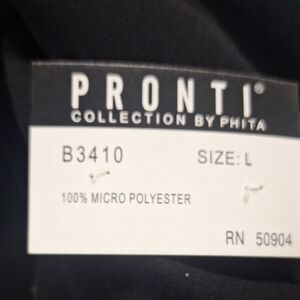 PRONTI®
COLLECTION BY PHITA
B3410 SIZE: L
100% MICRO POLYESTER
RN 50904